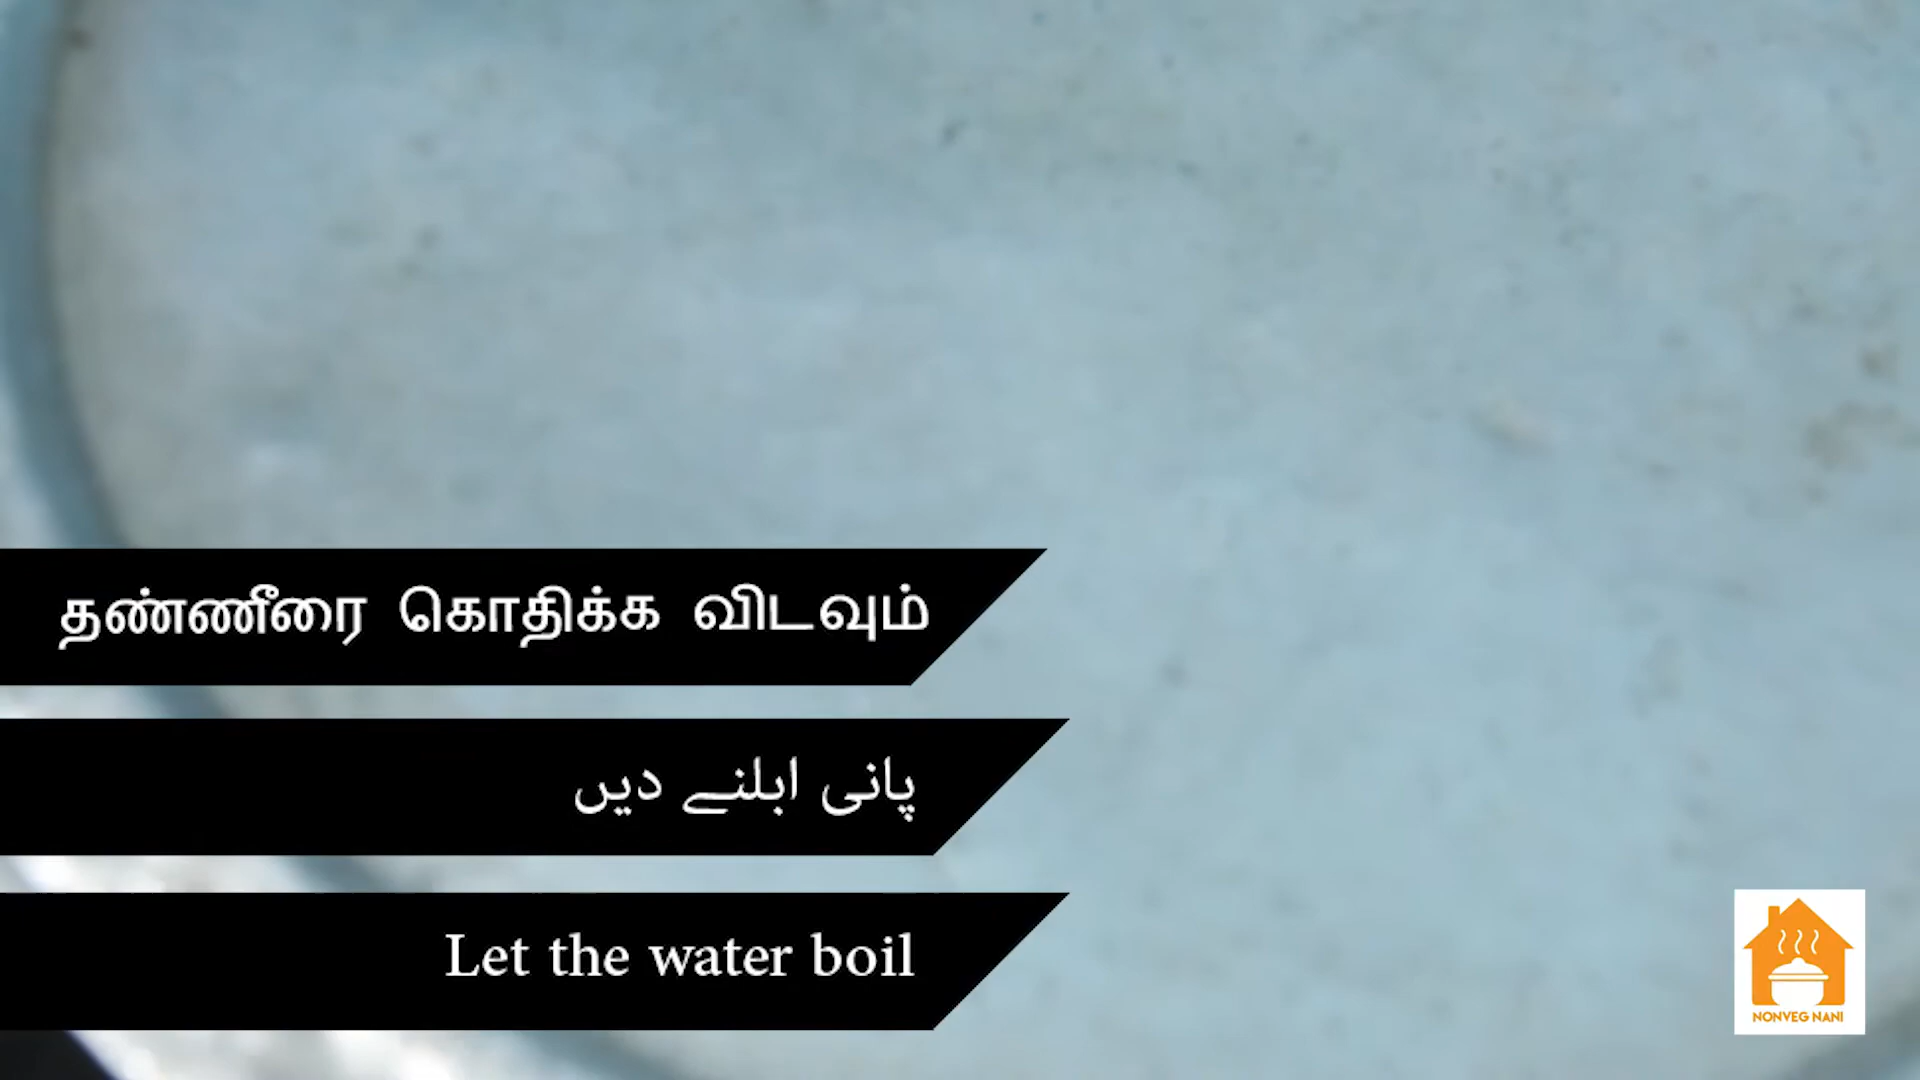 தண்ணீரை கொதிக்க விடவும்
پانی ابلنے دیں
Let the water boil
NONVEG NANI